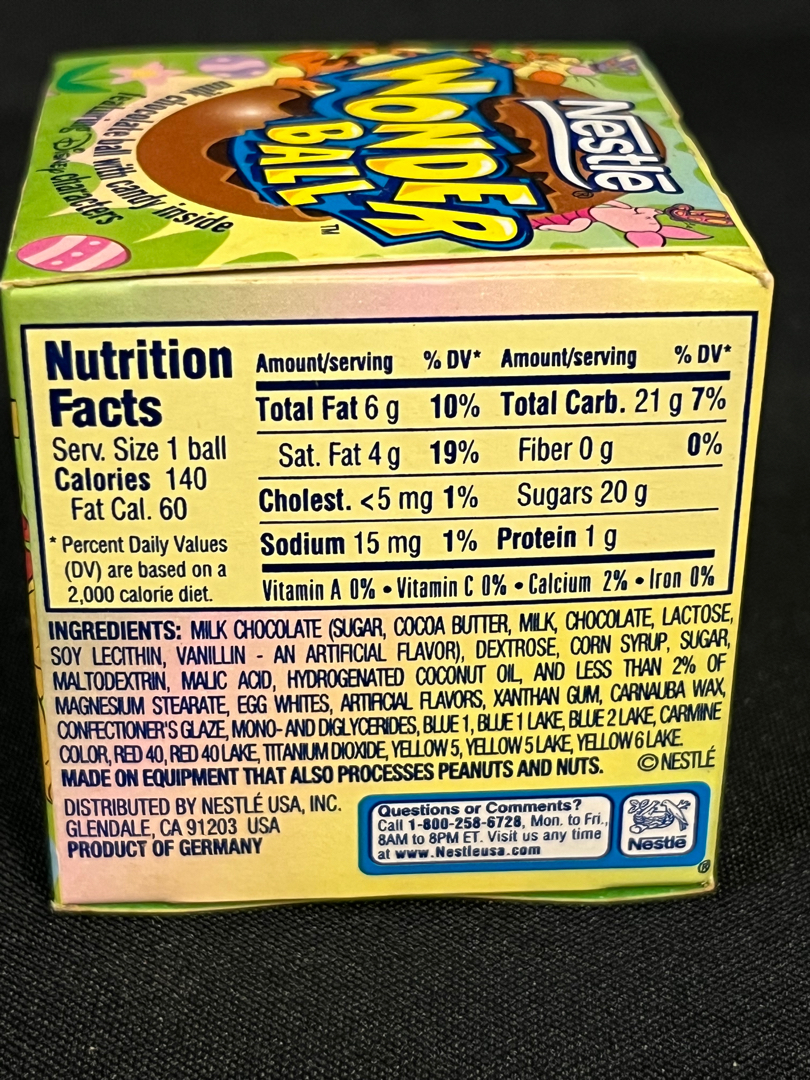 Nestlé®
WONDER
BALL™
milk chocolate ball with candy inside
featuring Disney characters
Nutrition
Facts
Serv. Size 1 ball
Calories 140
Fat Cal. 60
* Percent Daily Values
(DV) are based on a
2,000 calorie diet.
Amount/serving % DV* Amount/serving % DV*
Total Fat 6 g 10% Total Carb. 21 g 7%
Sat. Fat 4 g 19% Fiber 0 g 0%
Cholest. <5 mg 1% Sugars 20 g
Sodium 15 mg 1% Protein 1 g
Vitamin A 0% • Vitamin C 0% • Calcium 2% • Iron 0%
INGREDIENTS: MILK CHOCOLATE (SUGAR, COCOA BUTTER, MILK, CHOCOLATE, LACTOSE,
SOY LECITHIN, VANILLIN - AN ARTIFICIAL FLAVOR), DEXTROSE, CORN SYRUP, SUGAR,
MALTODEXTRIN, MALIC ACID, HYDROGENATED COCONUT OIL, AND LESS THAN 2% OF
MAGNESIUM STEARATE, EGG WHITES, ARTIFICIAL FLAVORS, XANTHAN GUM, CARNAUBA WAX,
CONFECTIONER'S GLAZE, MONO- AND DIGLYCERIDES, BLUE 1, BLUE 1 LAKE, BLUE 2 LAKE, CARMINE
COLOR, RED 40, RED 40 LAKE, TITANIUM DIOXIDE, YELLOW 5, YELLOW 5 LAKE, YELLOW 6 LAKE.
MADE ON EQUIPMENT THAT ALSO PROCESSES PEANUTS AND NUTS. © NESTLÉ
DISTRIBUTED BY NESTLÉ USA, INC.
GLENDALE, CA 91203 USA
PRODUCT OF GERMANY
Questions or Comments?
Call 1-800-258-6728, Mon. to Fri.,
8AM to 8PM ET. Visit us any time
at www.Nestleusa.com
Nestlé
®